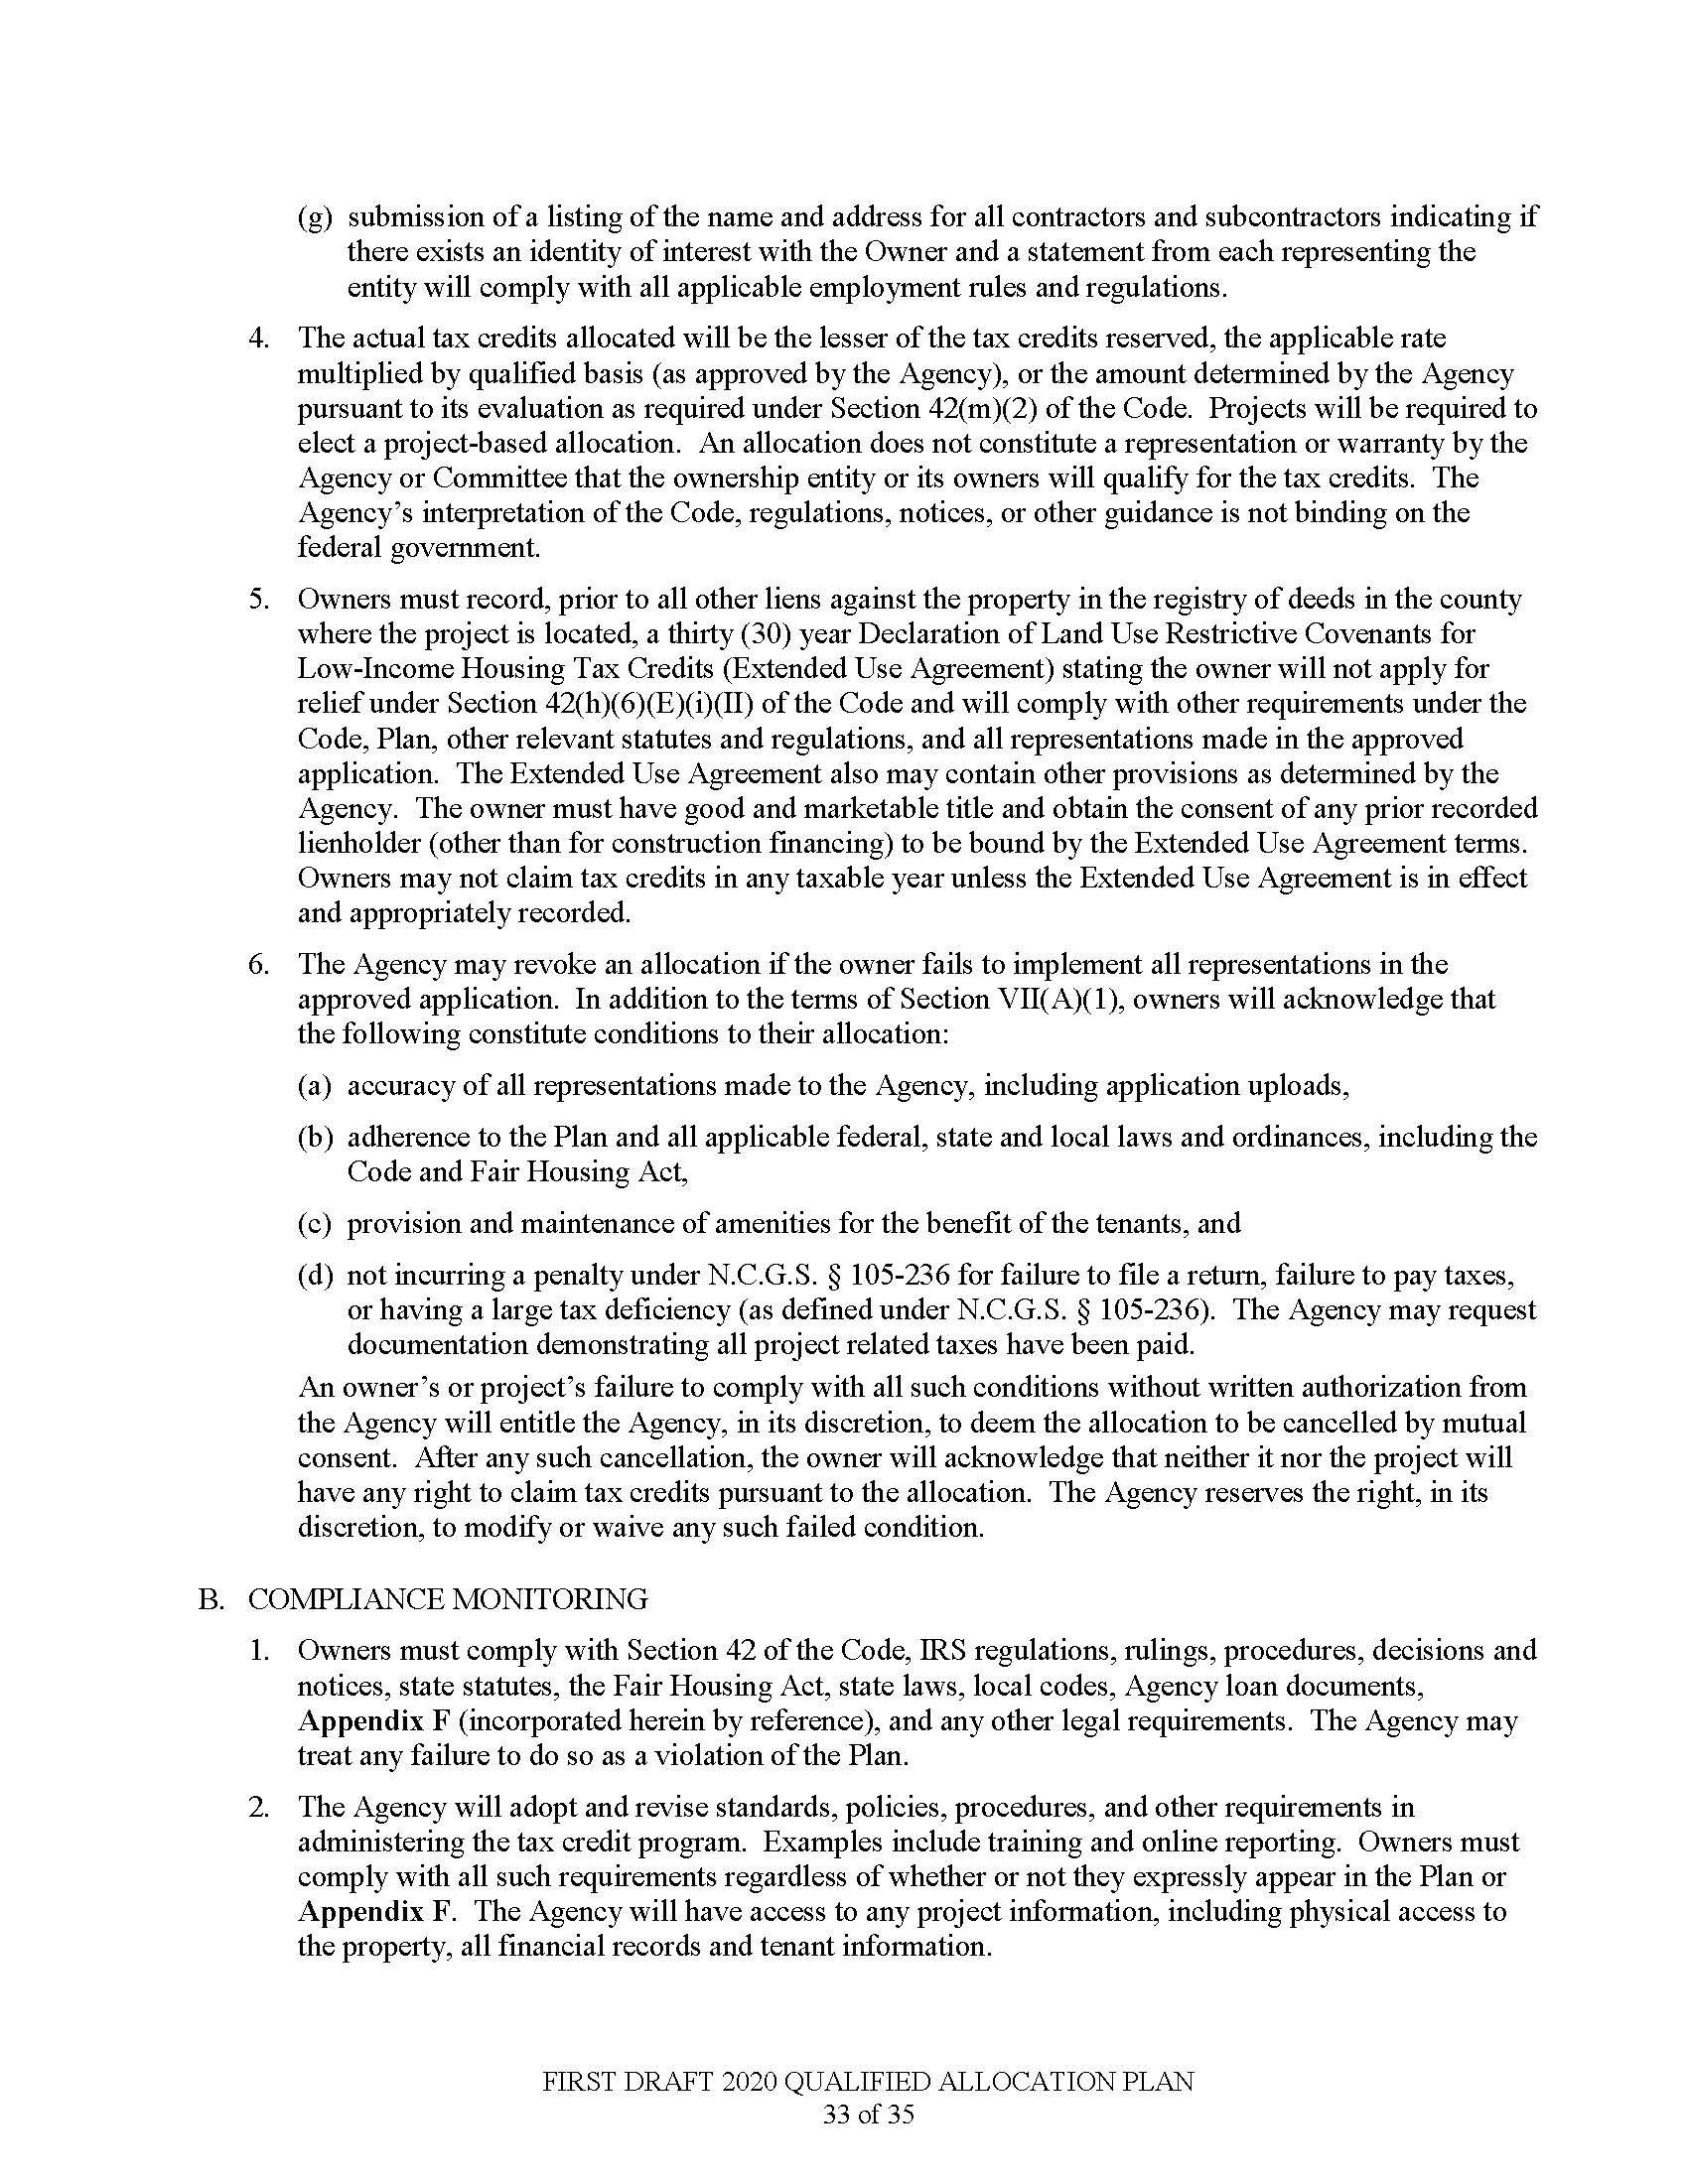 (g) submission of a listing of the name and address for all contractors and subcontractors indicating if
there exists an identity of interest with the Owner and a statement from each representing the
entity will comply with all applicable employment rules and regulations.
4. The actual tax credits allocated will be the lesser of the tax credits reserved, the applicable rate
multiplied by qualified basis (as approved by the Agency), or the amount determined by the Agency
pursuant to its evaluation as required under Section 42(m)(2) of the Code. Projects will be required to
elect a project-based allocation. An allocation does not constitute a representation or warranty by the
Agency or Committee that the ownership entity or its owners will qualify for the tax credits. The
Agency’s interpretation of the Code, regulations, notices, or other guidance is not binding on the
federal government.
5. Owners must record, prior to all other liens against the property in the registry of deeds in the county
where the project is located, a thirty (30) year Declaration of Land Use Restrictive Covenants for
Low-Income Housing Tax Credits (Extended Use Agreement) stating the owner will not apply for
relief under Section 42(h)(6)(E)(i)(II) of the Code and will comply with other requirements under the
Code, Plan, other relevant statutes and regulations, and all representations made in the approved
application. The Extended Use Agreement also may contain other provisions as determined by the
Agency. The owner must have good and marketable title and obtain the consent of any prior recorded
lienholder (other than for construction financing) to be bound by the Extended Use Agreement terms.
Owners may not claim tax credits in any taxable year unless the Extended Use Agreement is in effect
and appropriately recorded.
6. The Agency may revoke an allocation if the owner fails to implement all representations in the
approved application. In addition to the terms of Section VII(A)(1), owners will acknowledge that
the following constitute conditions to their allocation:
(a) accuracy of all representations made to the Agency, including application uploads,
(b) adherence to the Plan and all applicable federal, state and local laws and ordinances, including the
Code and Fair Housing Act,
(c) provision and maintenance of amenities for the benefit of the tenants, and
(d) not incurring a penalty under N.C.G.S. § 105-236 for failure to file a return, failure to pay taxes,
or having a large tax deficiency (as defined under N.C.G.S. § 105-236). The Agency may request
documentation demonstrating all project related taxes have been paid.
An owner’s or project’s failure to comply with all such conditions without written authorization from
the Agency will entitle the Agency, in its discretion, to deem the allocation to be cancelled by mutual
consent. After any such cancellation, the owner will acknowledge that neither it nor the project will
have any right to claim tax credits pursuant to the allocation. The Agency reserves the right, in its
discretion, to modify or waive any such failed condition.
B. COMPLIANCE MONITORING
1. Owners must comply with Section 42 of the Code, IRS regulations, rulings, procedures, decisions and
notices, state statutes, the Fair Housing Act, state laws, local codes, Agency loan documents,
Appendix F (incorporated herein by reference), and any other legal requirements. The Agency may
treat any failure to do so as a violation of the Plan.
2. The Agency will adopt and revise standards, policies, procedures, and other requirements in
administering the tax credit program. Examples include training and online reporting. Owners must
comply with all such requirements regardless of whether or not they expressly appear in the Plan or
Appendix F. The Agency will have access to any project information, including physical access to
the property, all financial records and tenant information.
FIRST DRAFT 2020 QUALIFIED ALLOCATION PLAN
33 of 35